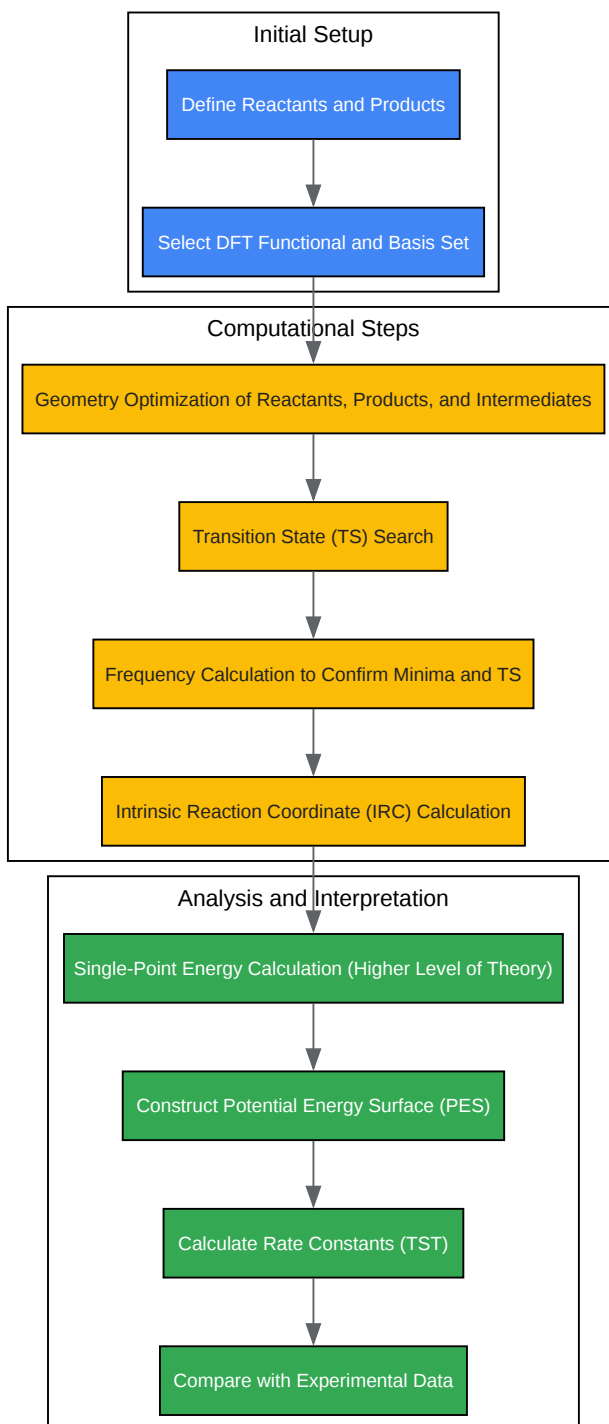 Initial Setup
Define Reactants and Products
Select DFT Functional and Basis Set
Computational Steps
Geometry Optimization of Reactants, Products, and Intermediates
Transition State (TS) Search
Frequency Calculation to Confirm Minima and TS
Intrinsic Reaction Coordinate (IRC) Calculation
Analysis and Interpretation
Single-Point Energy Calculation (Higher Level of Theory)
Construct Potential Energy Surface (PES)
Calculate Rate Constants (TST)
Compare with Experimental Data